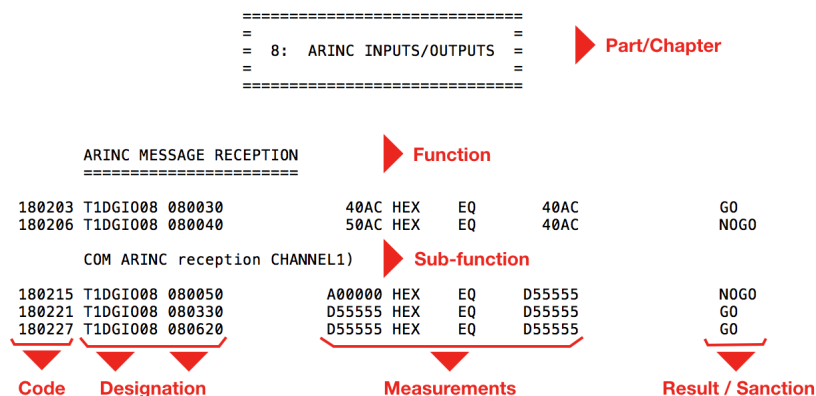 ==============================
=                            =
=  8:  ARINC INPUTS/OUTPUTS  =
=                            =
==============================
Part/Chapter
ARINC MESSAGE RECEPTION
=======================
Function
180203 T1DGIO08 080030 40AC HEX EQ 40AC GO
180206 T1DGIO08 080040 50AC HEX EQ 40AC NOGO
COM ARINC reception CHANNEL1)
Sub-function
180215 T1DGIO08 080050 A00000 HEX EQ D55555 NOGO
180221 T1DGIO08 080330 D55555 HEX EQ D55555 GO
180227 T1DGIO08 080620 D55555 HEX EQ D55555 GO
Code Designation Measurements Result / Sanction